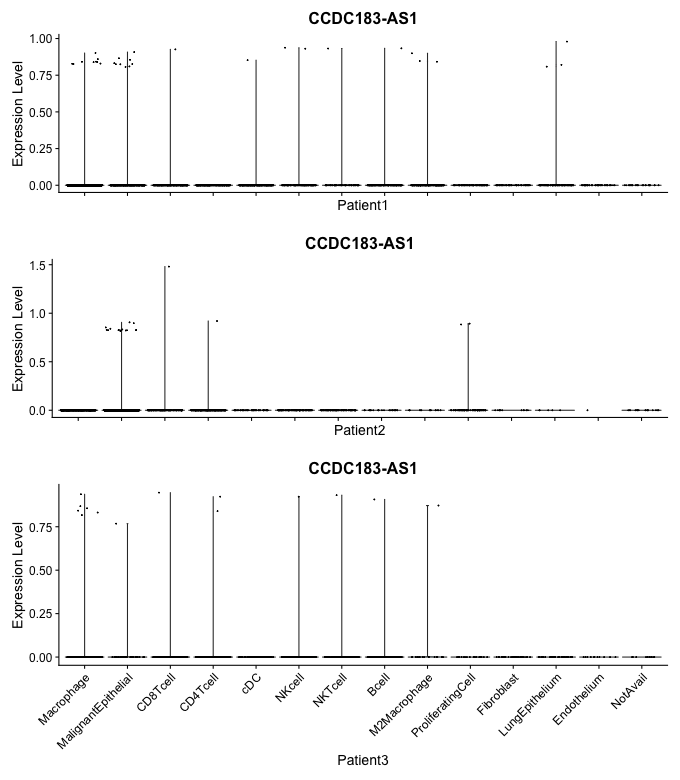 CCDC183-AS1
Expression Level
1.00
0.75
0.50
0.25
0.00
Patient1
CCDC183-AS1
Expression Level
1.5
1.0
0.5
0.0
Patient2
CCDC183-AS1
Expression Level
0.75
0.50
0.25
0.00
Macrophage
MalignantEpithelial
CD8Tcell
CD4Tcell
cDC
NKcell
NKTcell
Bcell
M2Macrophage
ProliferatingCell
Fibroblast
LungEpithelium
Endothelium
NotAvail
Patient3